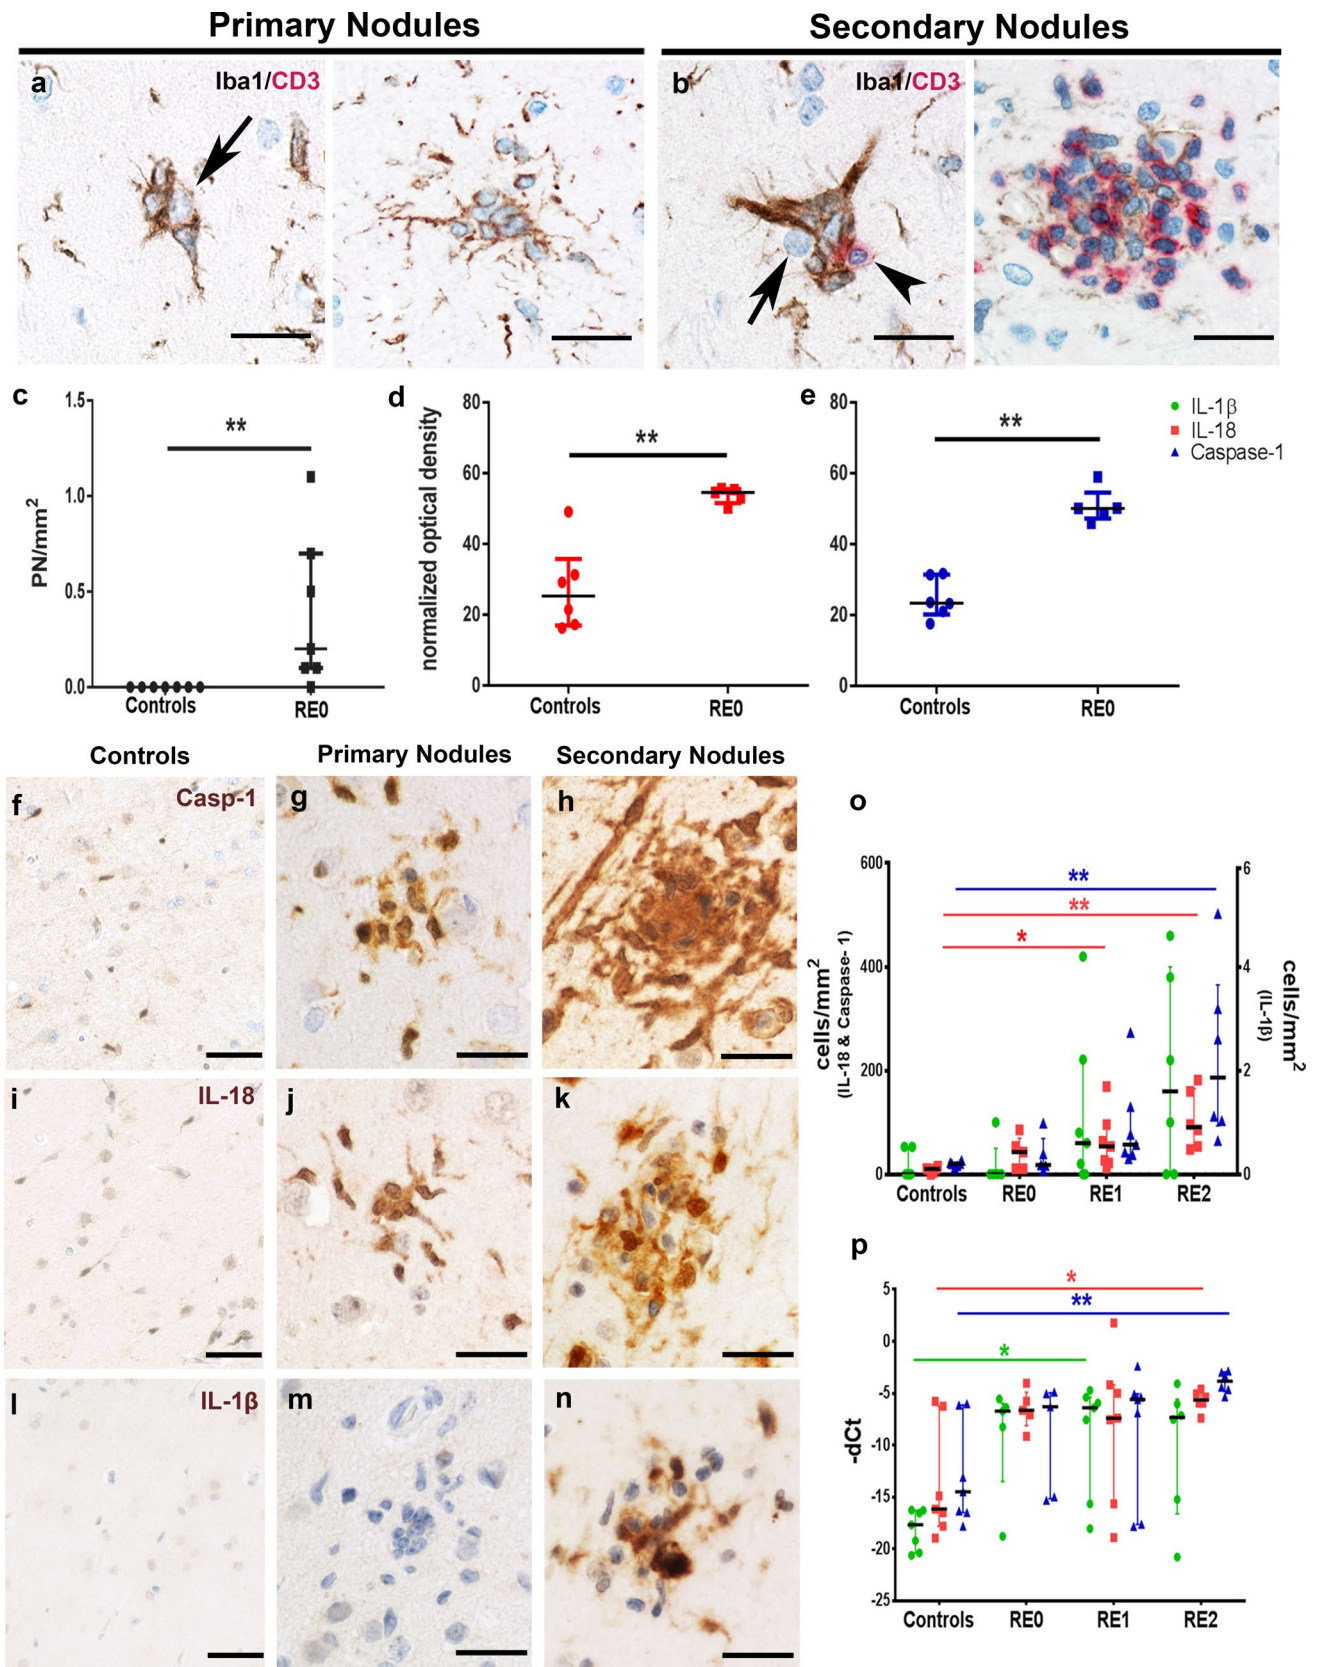 Primary Nodules
Secondary Nodules
a
Iba1/CD3
b
Iba1/CD3
c
PN/mm2
1.5
1.0
0.5
0.0
**
Controls
RE0
d
normalized optical density
80
60
40
20
0
**
Controls
RE0
e
80
60
40
20
0
**
Controls
RE0
IL-1β
IL-18
Caspase-1
Controls
Primary Nodules
Secondary Nodules
f
Casp-1
g
h
i
IL-18
j
k
l
IL-1β
m
n
o
cells/mm2
(IL-18 & Caspase- 1)
600
400
200
0
**
**
*
6
4
2
0
cells/mm2
(IL-1β)
Controls
RE0
RE1
RE2
p
-dCt
5
0
-5
-10
-15
-20
-25
*
**
*
Controls
RE0
RE1
RE2